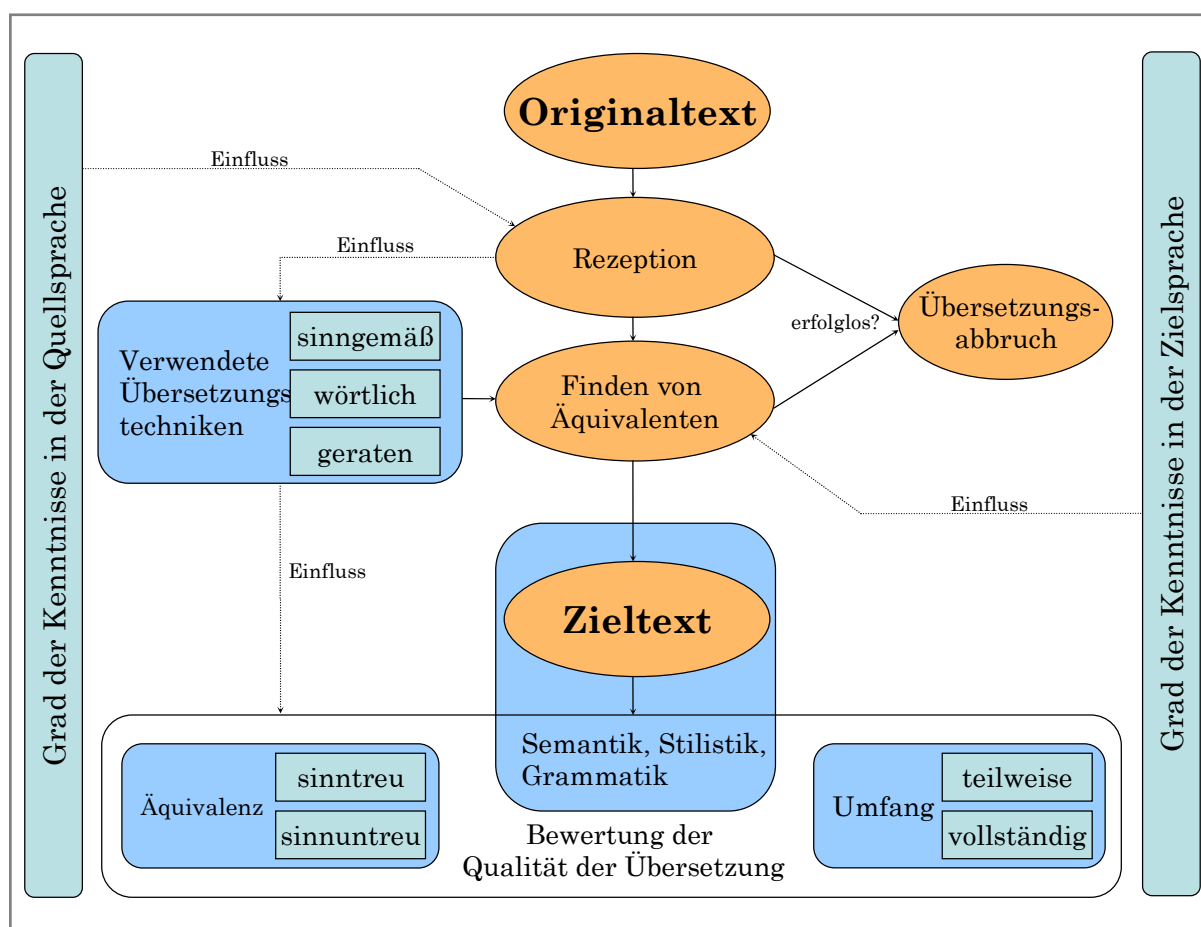 Grad der Kenntnisse in der Quellsprache
Originaltext
Einfluss
Rezeption
Einfluss
Übersetzungs-
abbruch
erfolglos?
Verwendete
Übersetzungs
techniken
sinngemäß
wörtlich
geraten
Finden von
Äquivalenten
Einfluss
Einfluss
Zieltext
Semantik, Stilistik,
Grammatik
Äquivalenz
sinntreu
sinnuntreu
Umfang
teilweise
vollständig
Bewertung der
Qualität der Übersetzung
Grad der Kenntnisse in der Zielsprache